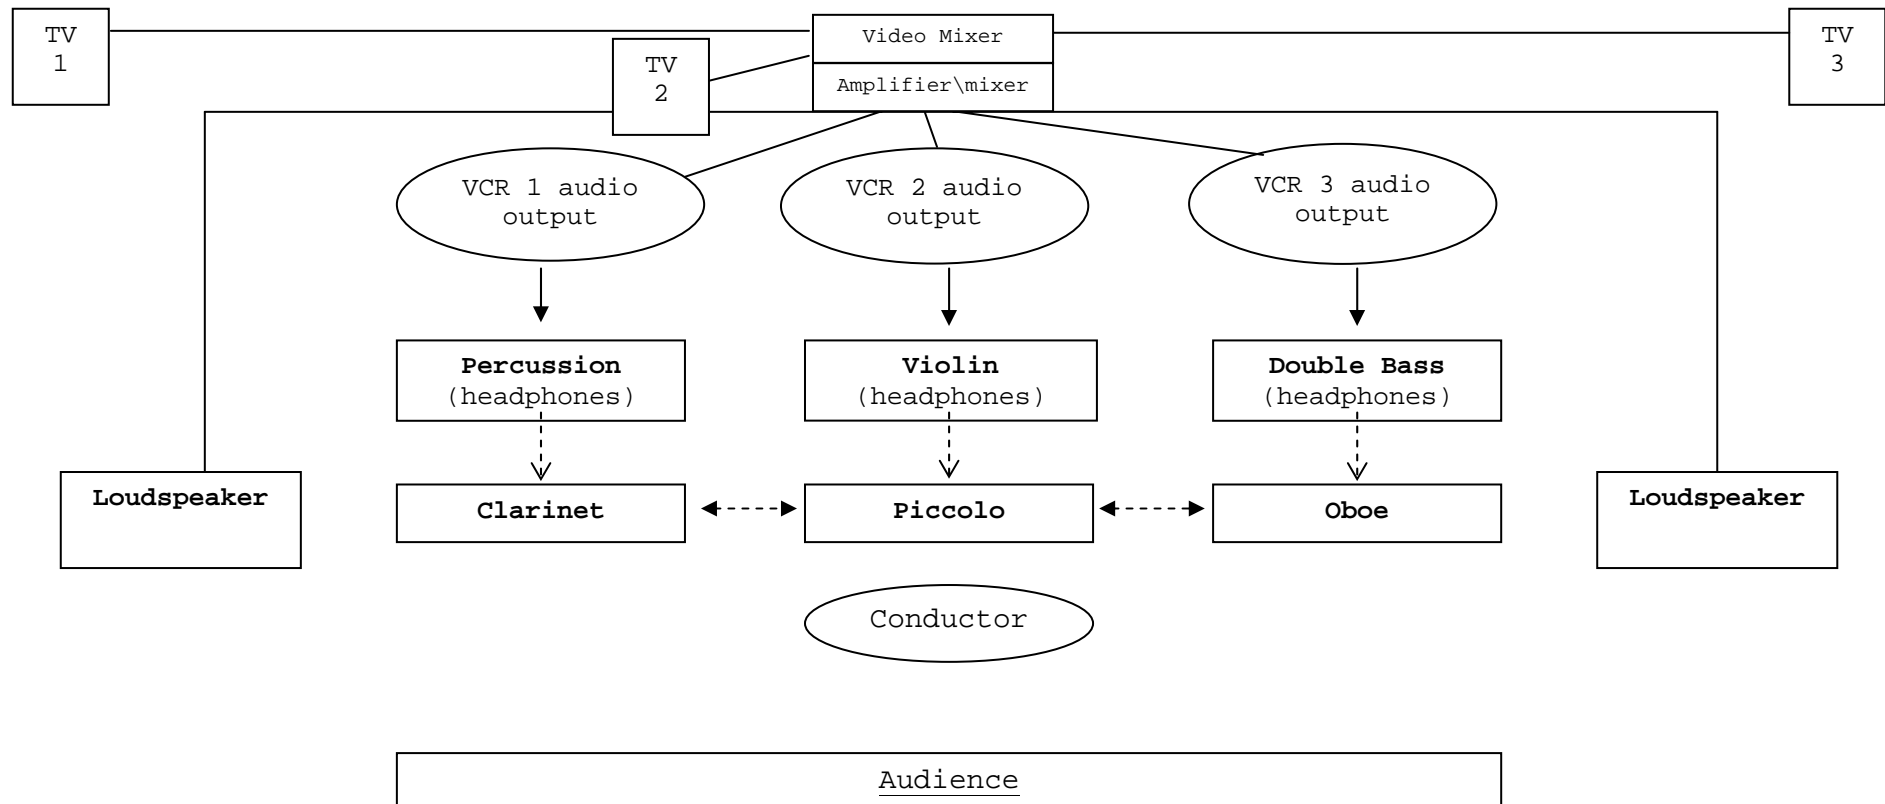 TV
1
Video Mixer
TV
3
TV
2
Amplifier\mixer
VCR 1 audio
output
VCR 2 audio
output
VCR 3 audio
output
Percussion
(headphones)
Violin
(headphones)
Double Bass
(headphones)
Loudspeaker
Clarinet
Piccolo
Oboe
Loudspeaker
Conductor
Audience